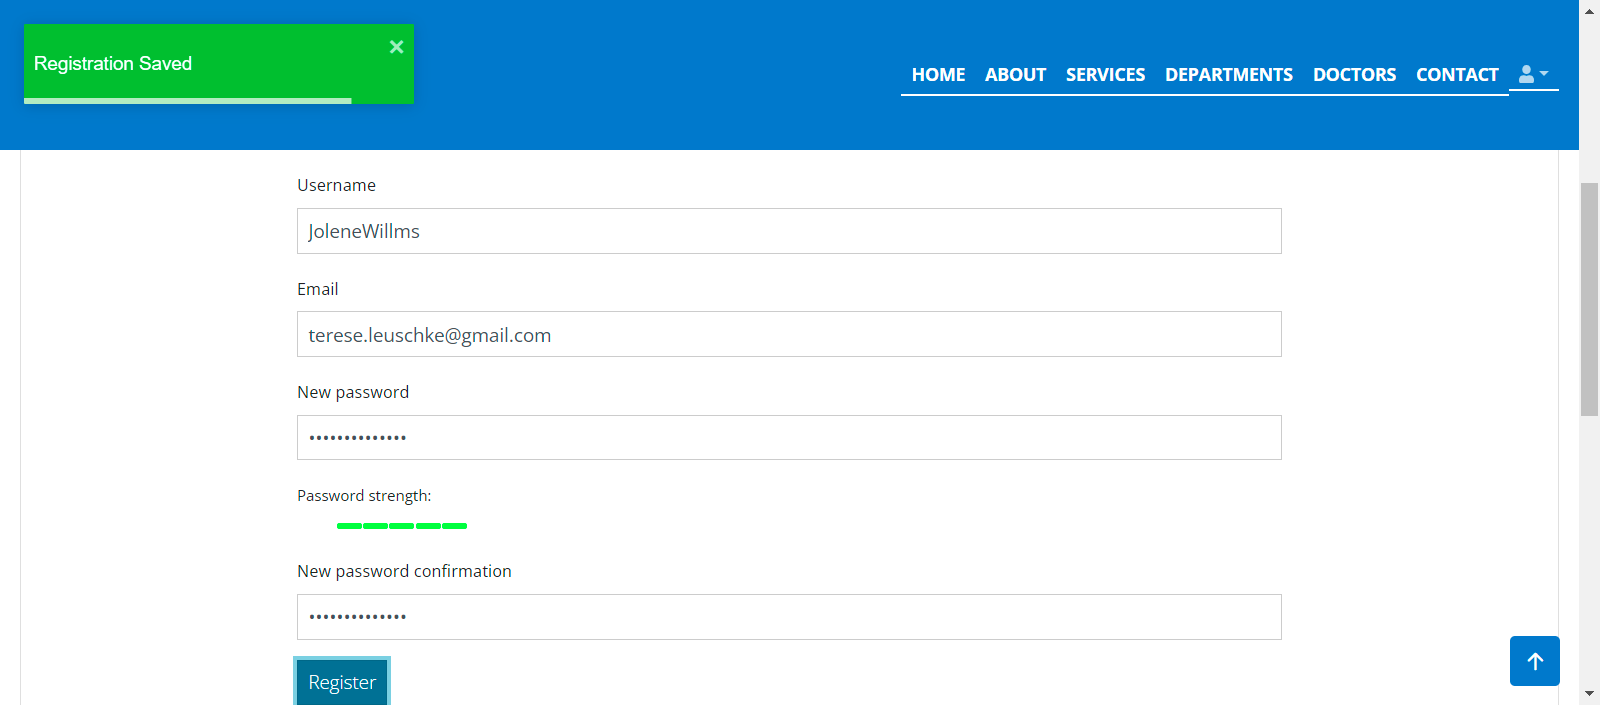 Registration Saved
HOME ABOUT SERVICES DEPARTMENTS DOCTORS CONTACT
Username
JoleneWillms
Email
terese.leuschke@gmail.com
New password
••••••••••••••
Password strength:
New password confirmation
••••••••••••••
Register